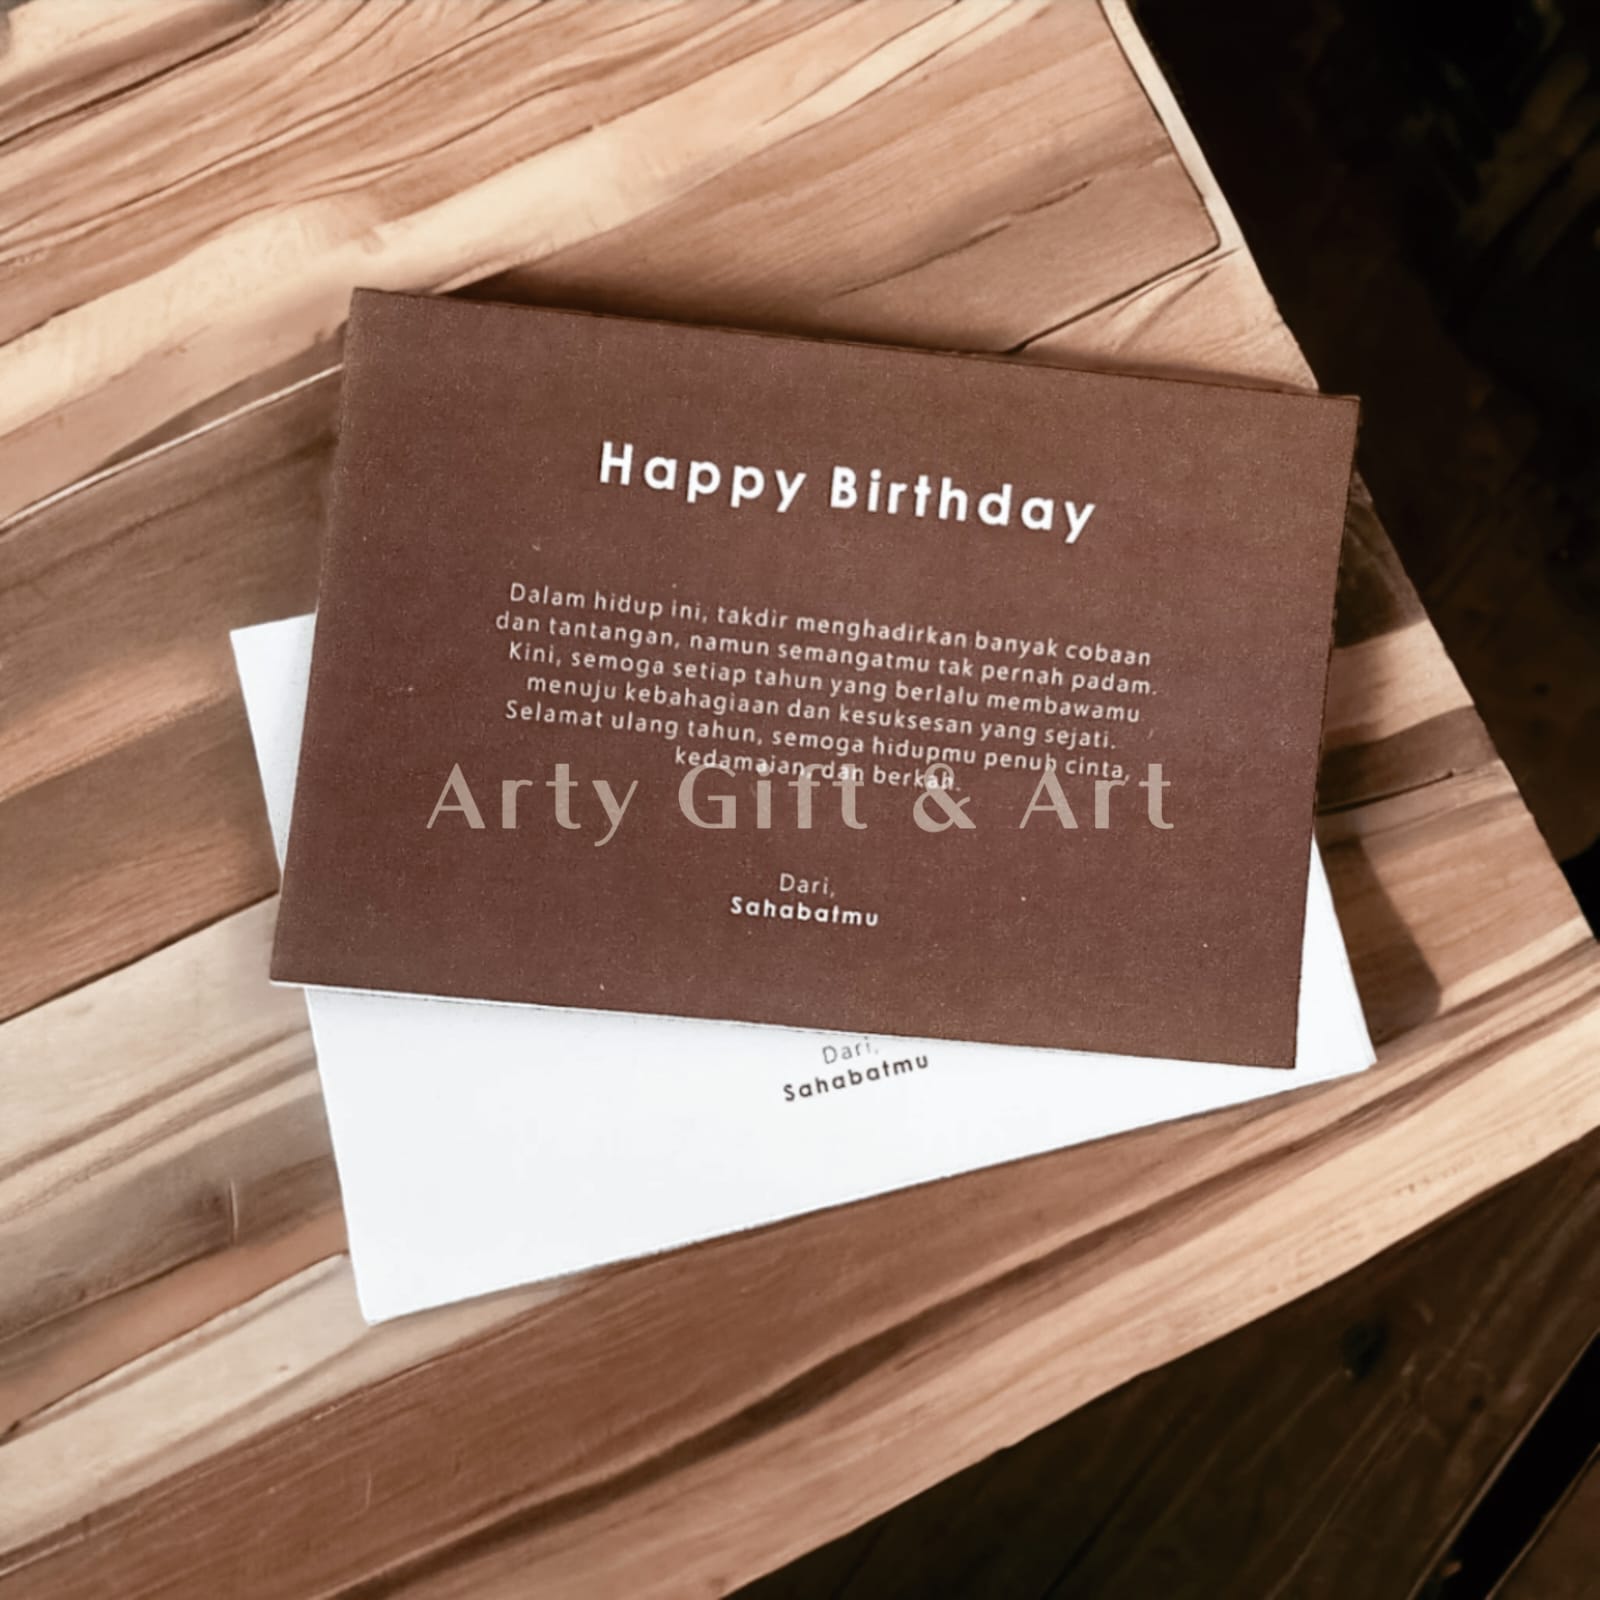 Happy Birthday
Dalam hidup ini, takdir menghadirkan banyak cobaan
dan tantangan, namun semangatmu tak pernah padam.
Kini, semoga setiap tahun yang berlalu membawamu
menuju kebahagiaan dan kesuksesan yang sejati.
Selamat ulang tahun, semoga hidupmu penuh cinta,
kedamaian, dan berkah.
Arty Gift & Art
Dari,
Sahabatmu
Dari,
Sahabatmu